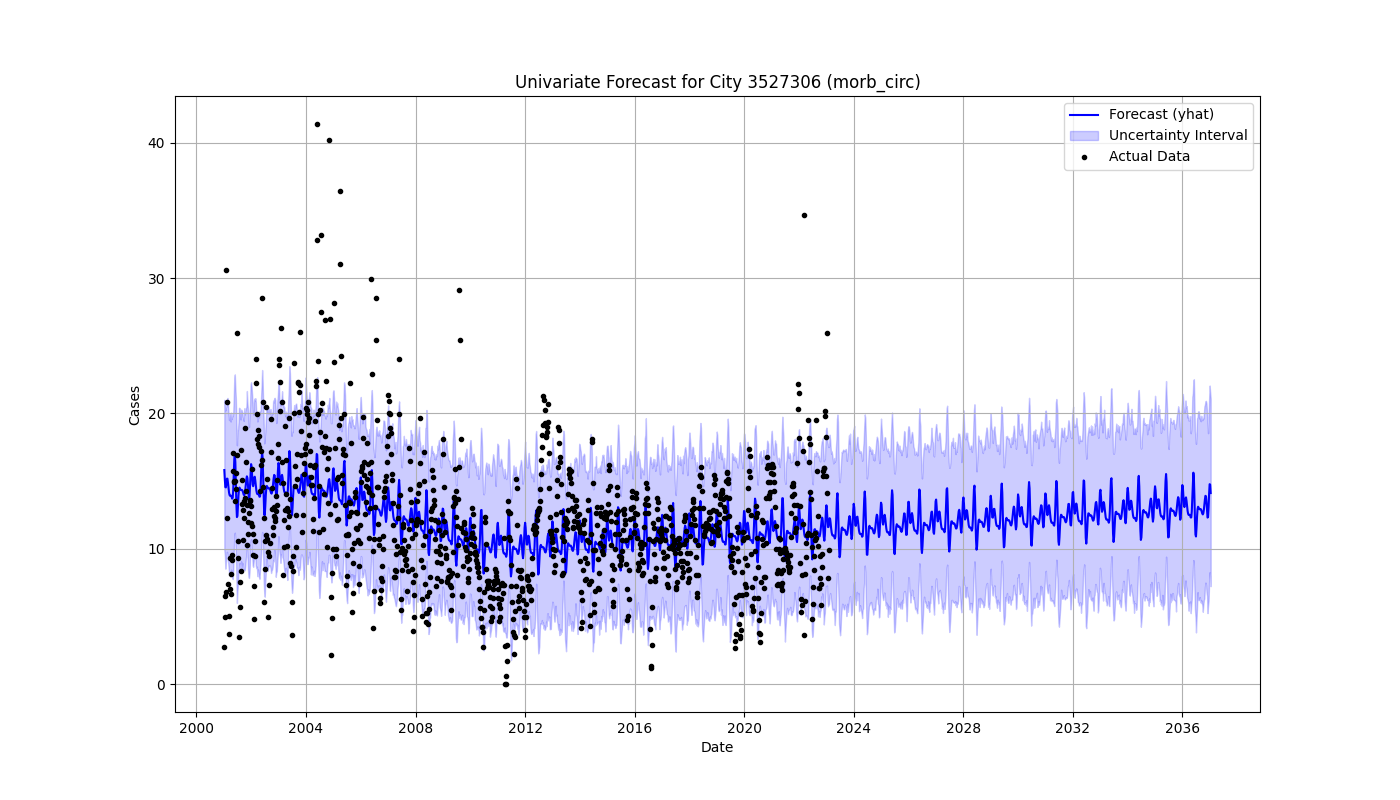 Univariate Forecast for City 3527306 (morb_circ)
Forecast (yhat)
Uncertainty Interval
Actual Data
Cases
40
30
20
10
0
2000 2004 2008 2012 2016 2020 2024 2028 2032 2036
Date